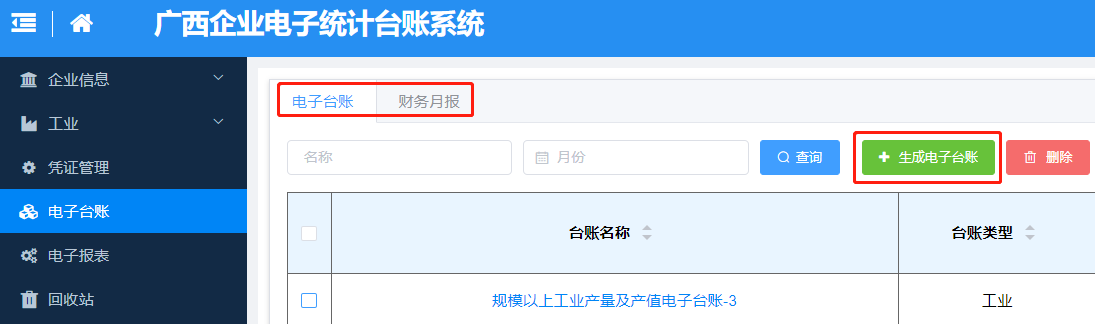 广西企业电子统计台账系统
企业信息
工业
凭证管理
电子台账
电子报表
回收站
电子台账 财务月报
名称 月份 查询 生成电子台账 删除
台账名称 台账类型
规模以上工业产量及产值电子台账-3 工业